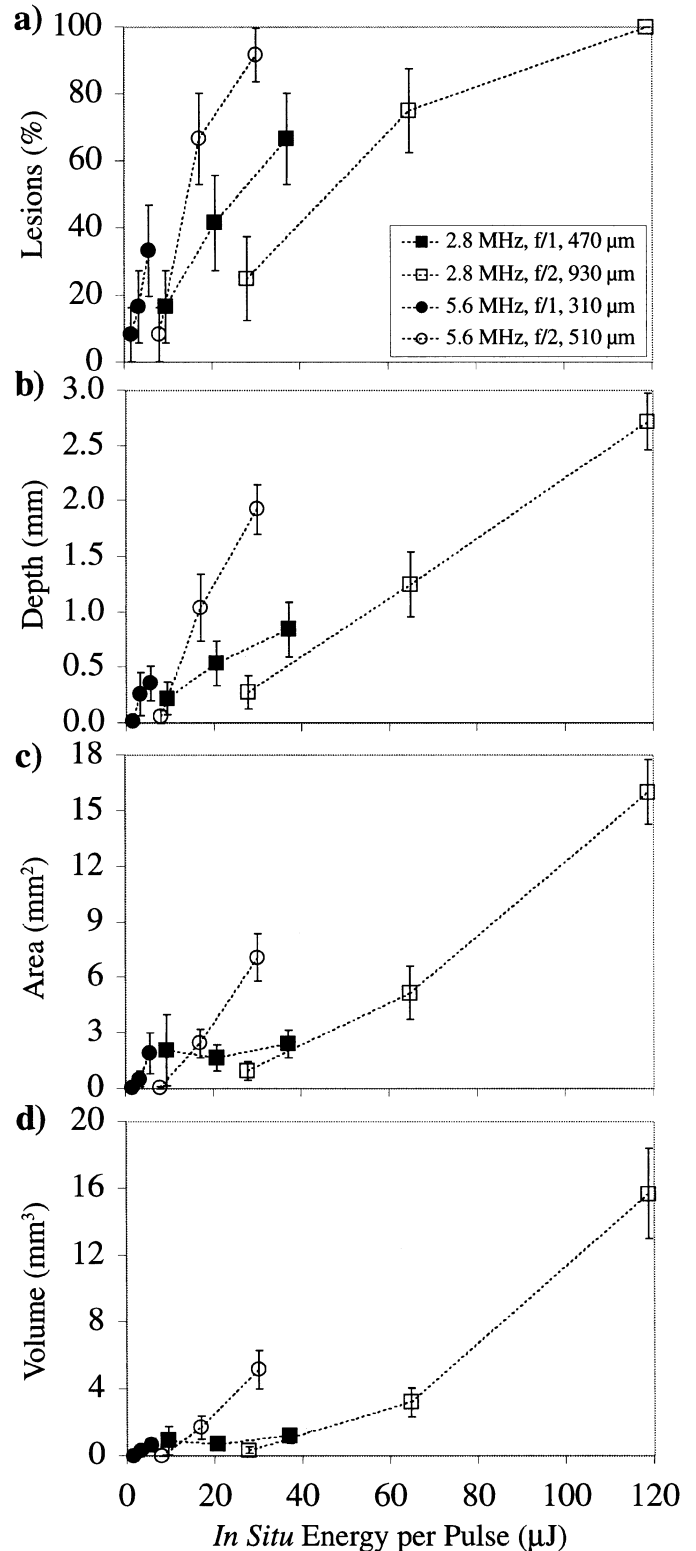 a)
100
80
60
40
20
0
Lesions (%)
2.8 MHz, f/1, 470 µm
2.8 MHz, f/2, 930 µm
5.6 MHz, f/1, 310 µm
5.6 MHz, f/2, 510 µm
b)
3.0
2.5
2.0
1.5
1.0
0.5
0.0
Depth (mm)
c)
18
15
12
9
6
3
0
Area (mm²)
d)
20
16
12
8
4
0
Volume (mm³)
0 20 40 60 80 100 120
In Situ Energy per Pulse (µJ)